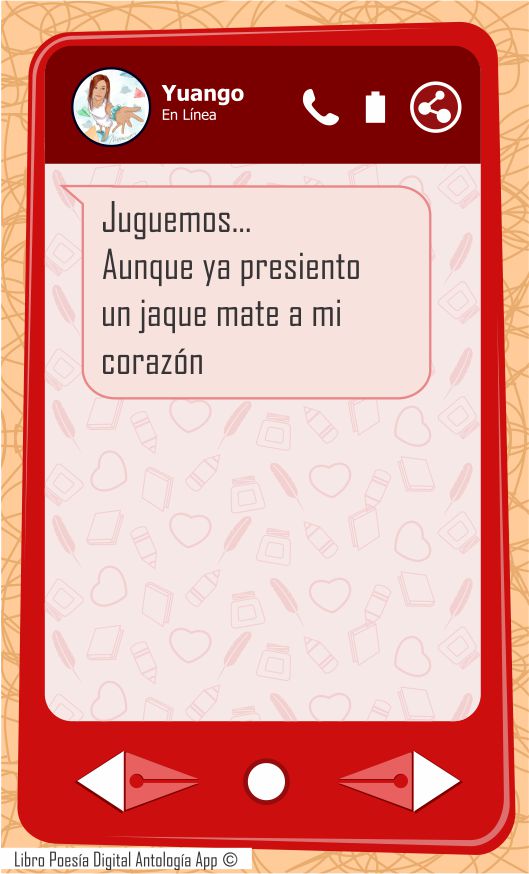 Yuango
En Línea
Juguemos...
Aunque ya presiento
un jaque mate a mi
corazón
Libro Poesía Digital Antología App ©